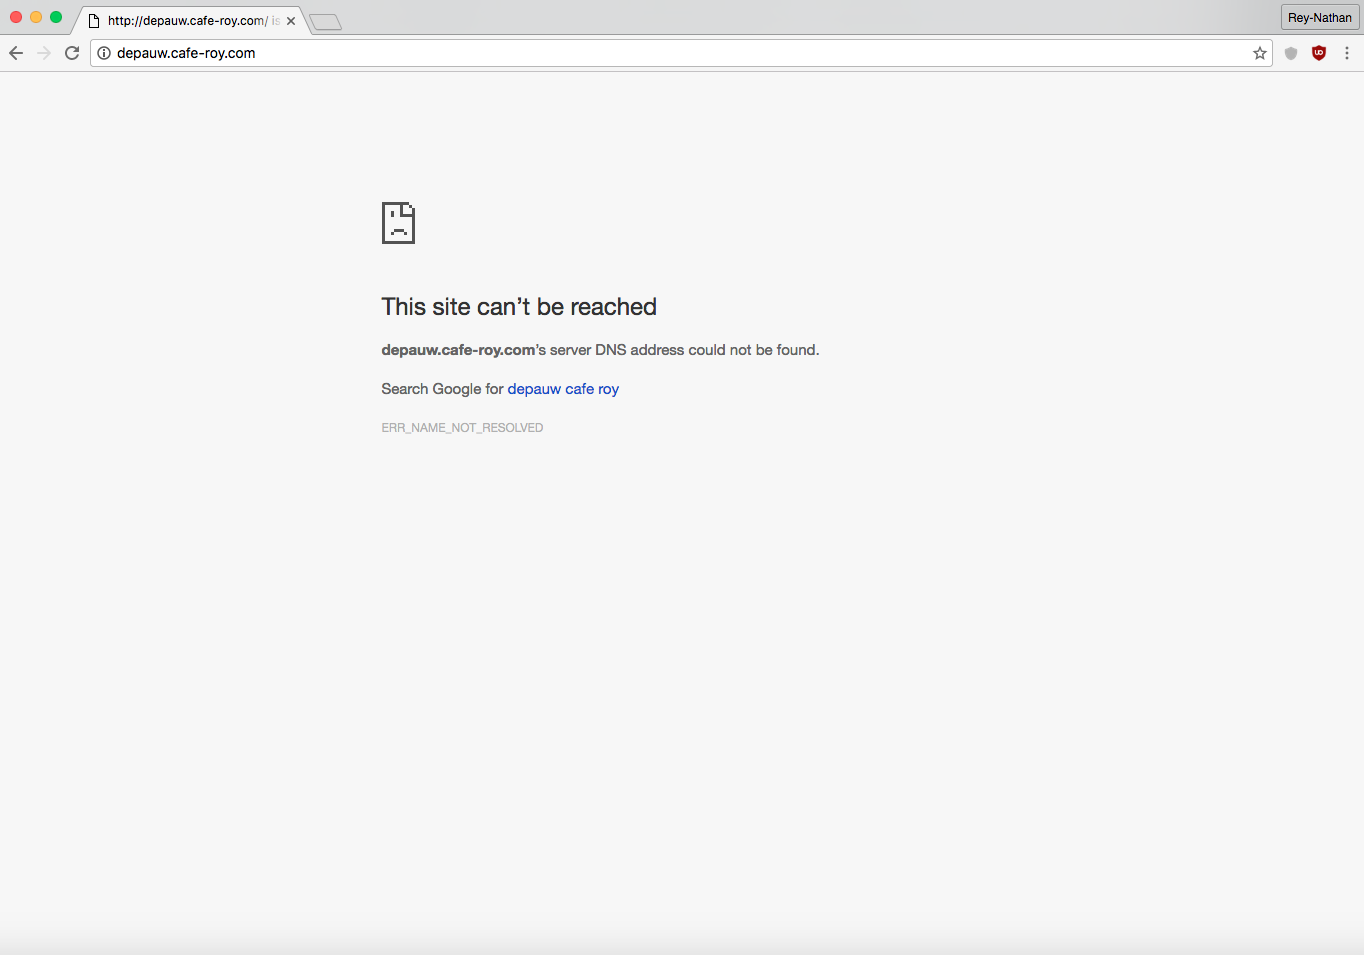 http://depauw.cafe-roy.com/ is
Rey-Nathan
depauw.cafe-roy.com
This site can’t be reached
depauw.cafe-roy.com’s server DNS address could not be found.
Search Google for depauw cafe roy
ERR_NAME_NOT_RESOLVED